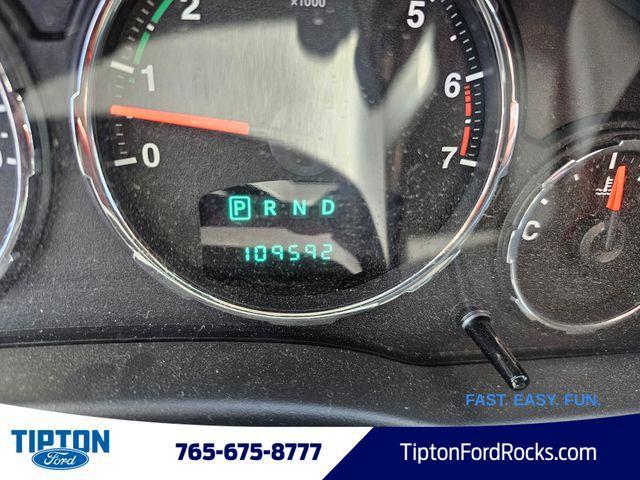 x1000
2
5
1
6
0
7
P R N D
109592
C
FAST. EASY. FUN.
TIPTON
Ford
765-675-8777
TiptonFordRocks.com